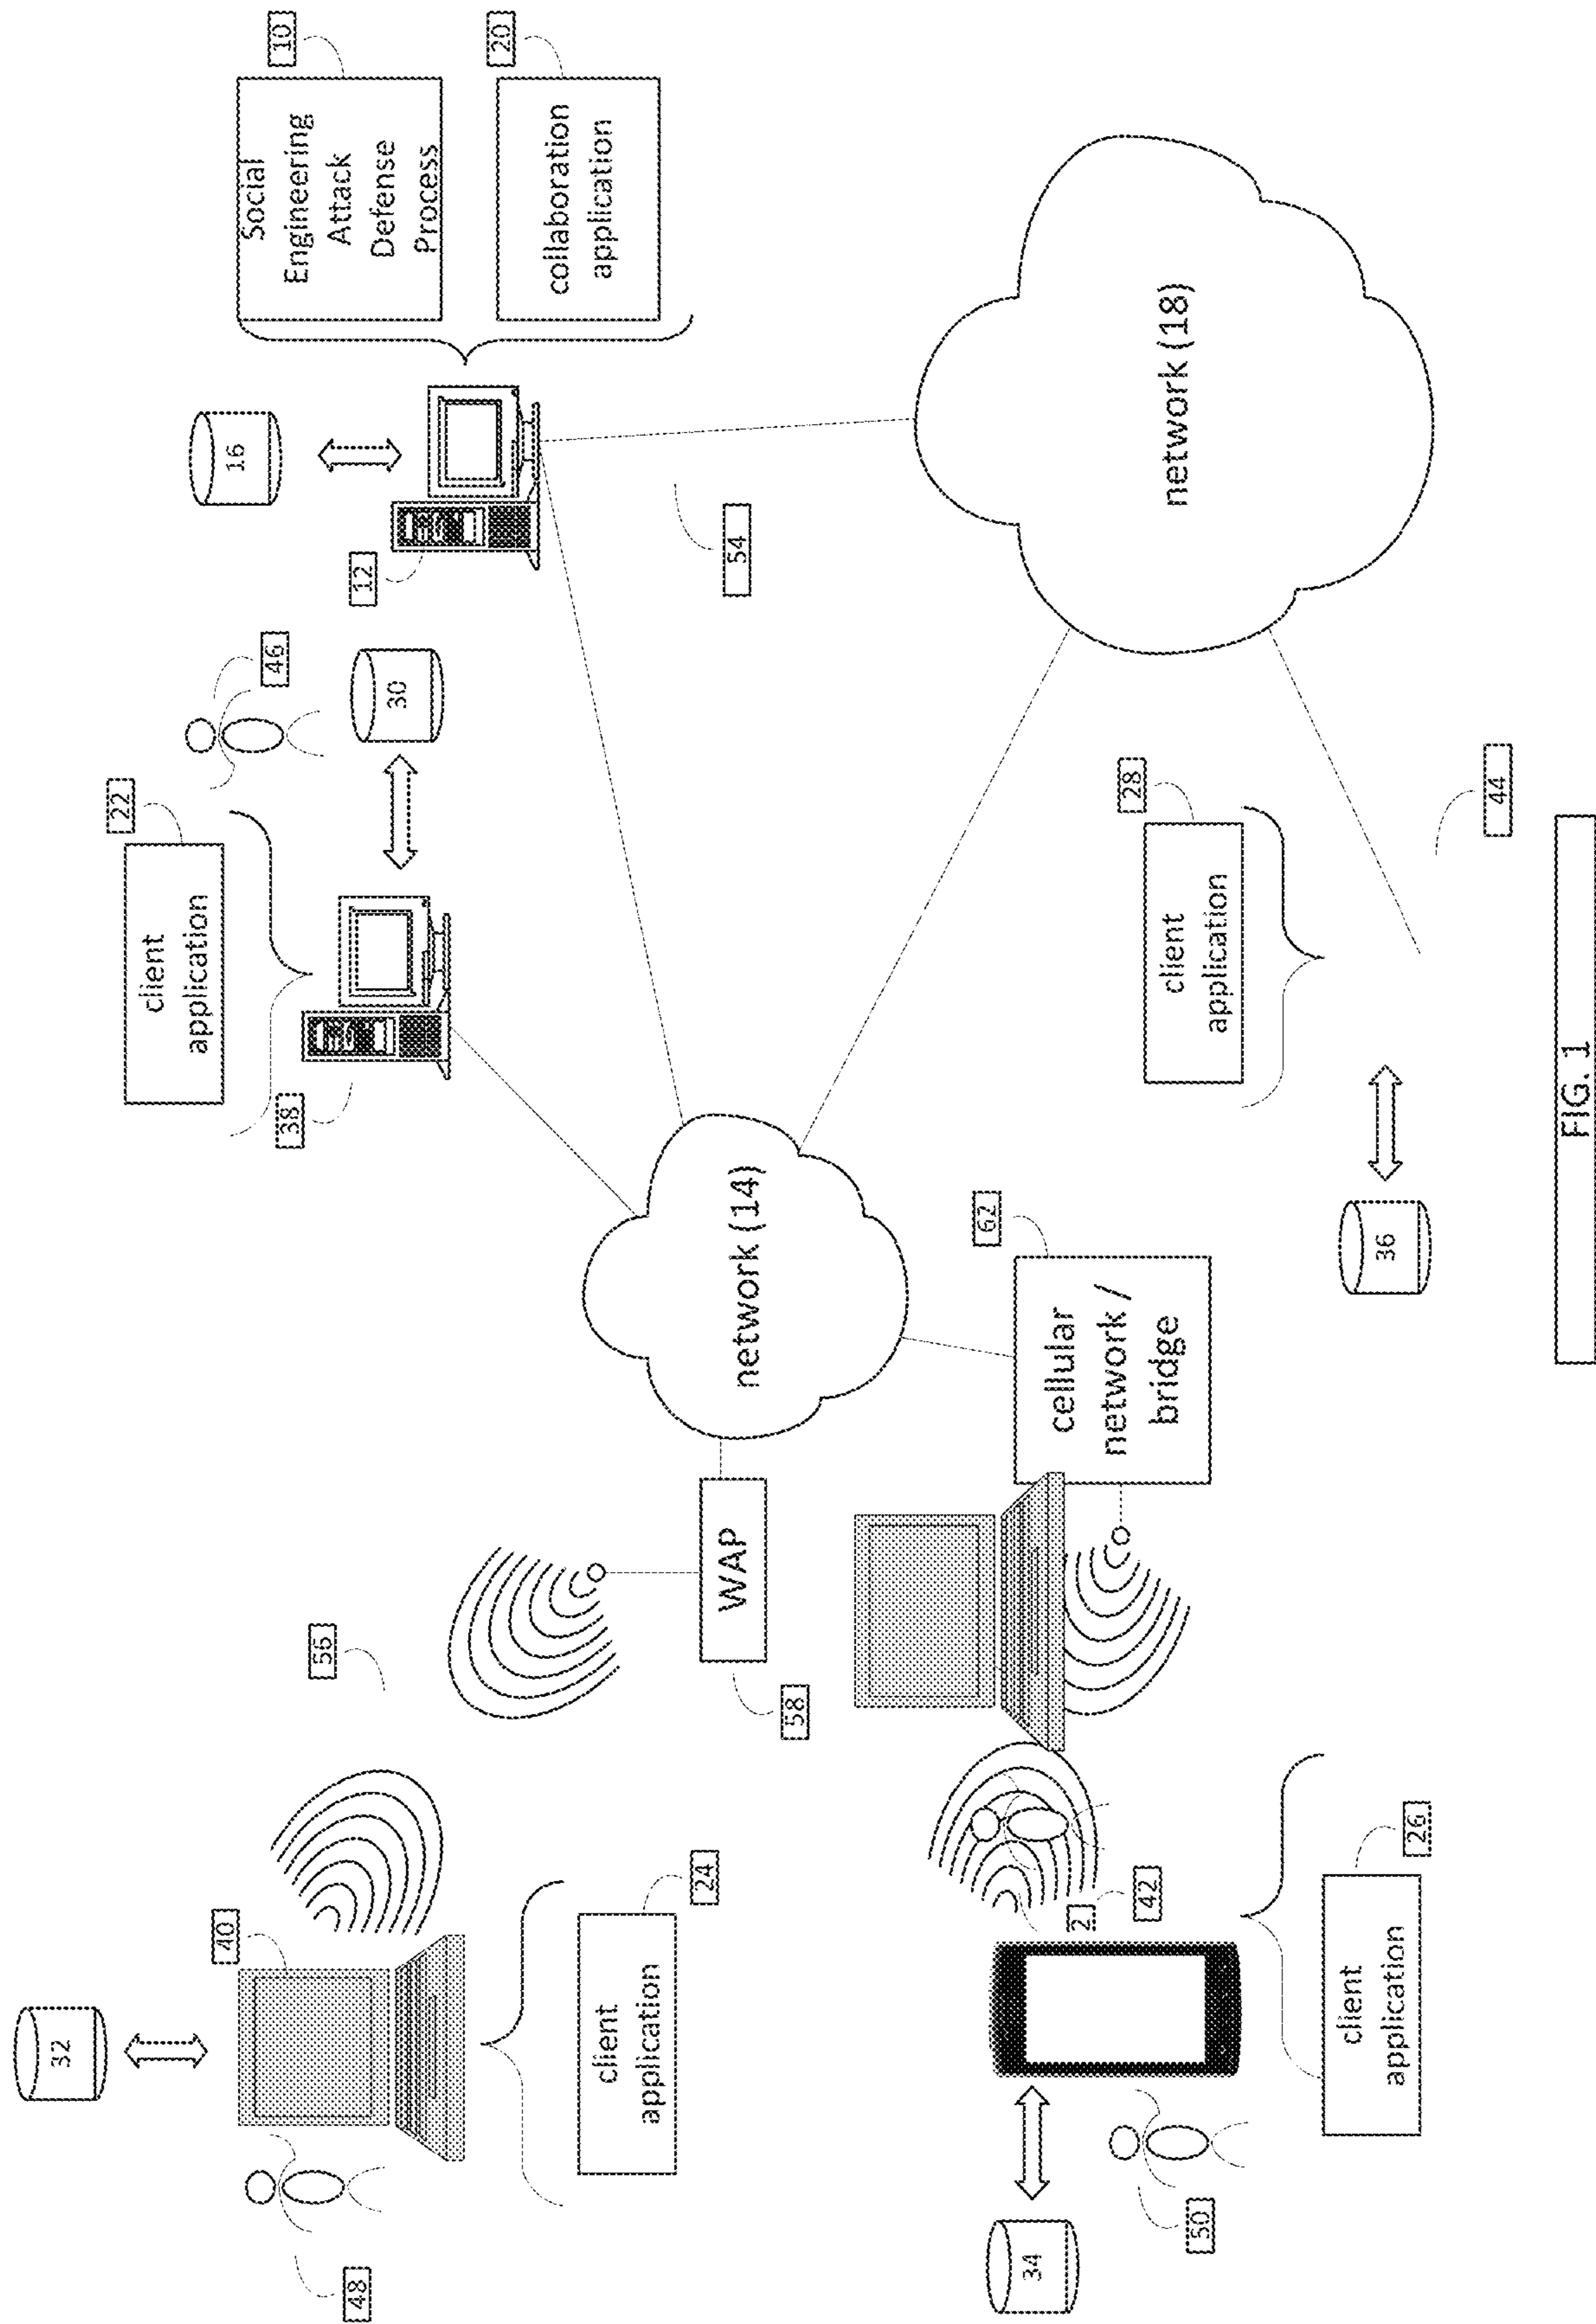 32
22
client
application
40
16
46
10
Social
Engineering
Attack
Defense
Process
38
56
48
12
30
20
collaboration
application
24
client
application
54
network (14)
WAP
58
62
cellular
network /
bridge
network (18)
34
2
42
28
client
application
50
26
client
application
36
44
FIG. 1